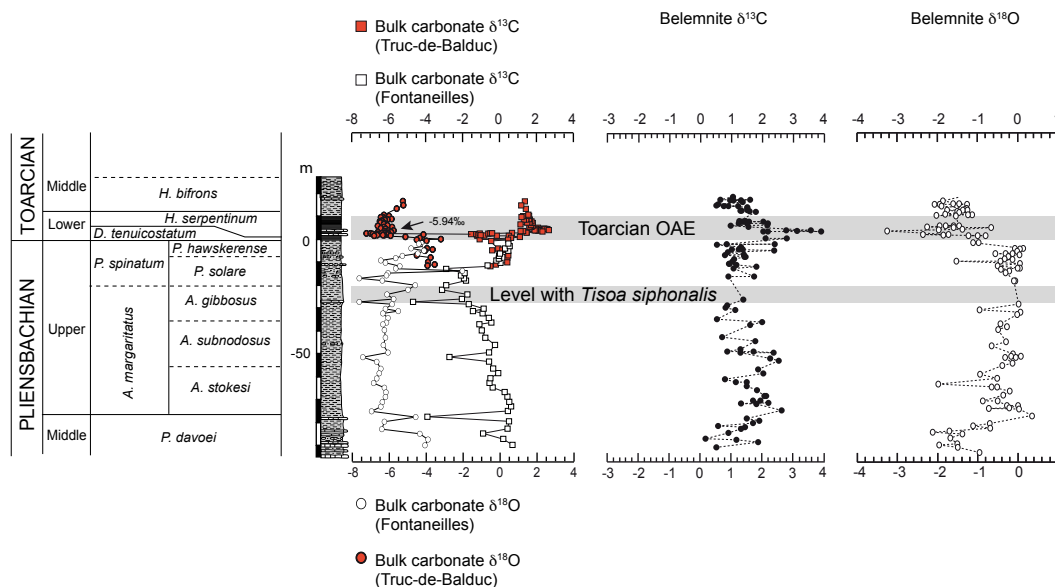 Bulk carbonate δ13C
(Truc-de-Balduc)
Bulk carbonate δ13C
(Fontaneilles)
Belemnite δ13C
Belemnite δ18O
-8 -6 -4 -2 0 2 4
-3 -2 -1 0 1 2 3 4
-4 -3 -2 -1 0 1
m
TOARCIAN
Middle
H. bifrons
Lower
H. serpentinum
D. tenuicostatum
-5.94‰
Toarcian OAE
0
PLIENSBACHIAN
Upper
P. spinatum
P. hawskerense
P. solare
A. margaritatus
A. gibbosus
Level with Tisoa siphonalis
A. subnodosus
-50
A. stokesi
Middle
P. davoei
-8 -6 -4 -2 0 2 4
-3 -2 -1 0 1 2 3 4
-4 -3 -2 -1 0 1
Bulk carbonate δ18O
(Fontaneilles)
Bulk carbonate δ18O
(Truc-de-Balduc)